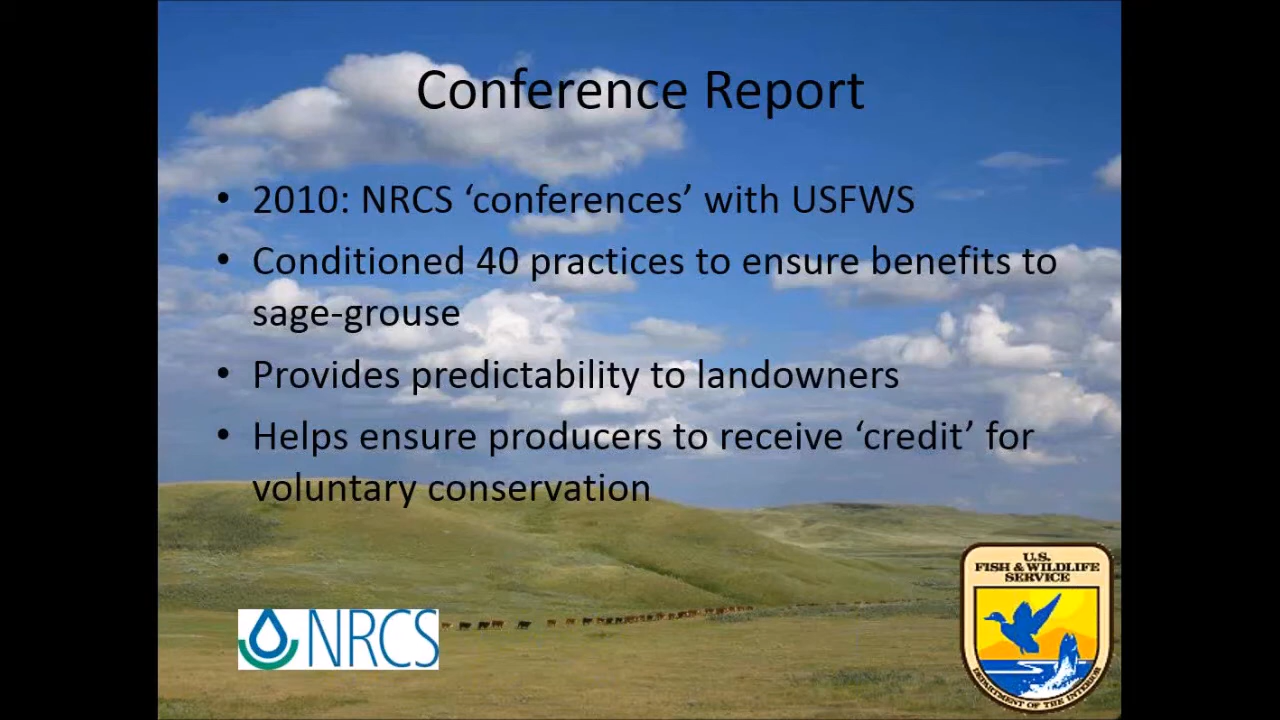 Conference Report
• 2010: NRCS ‘conferences’ with USFWS
• Conditioned 40 practices to ensure benefits to
sage-grouse
• Provides predictability to landowners
• Helps ensure producers to receive ‘credit’ for
voluntary conservation
NRCS
U.S.
FISH & WILDLIFE
SERVICE
DEPARTMENT OF THE INTERIOR